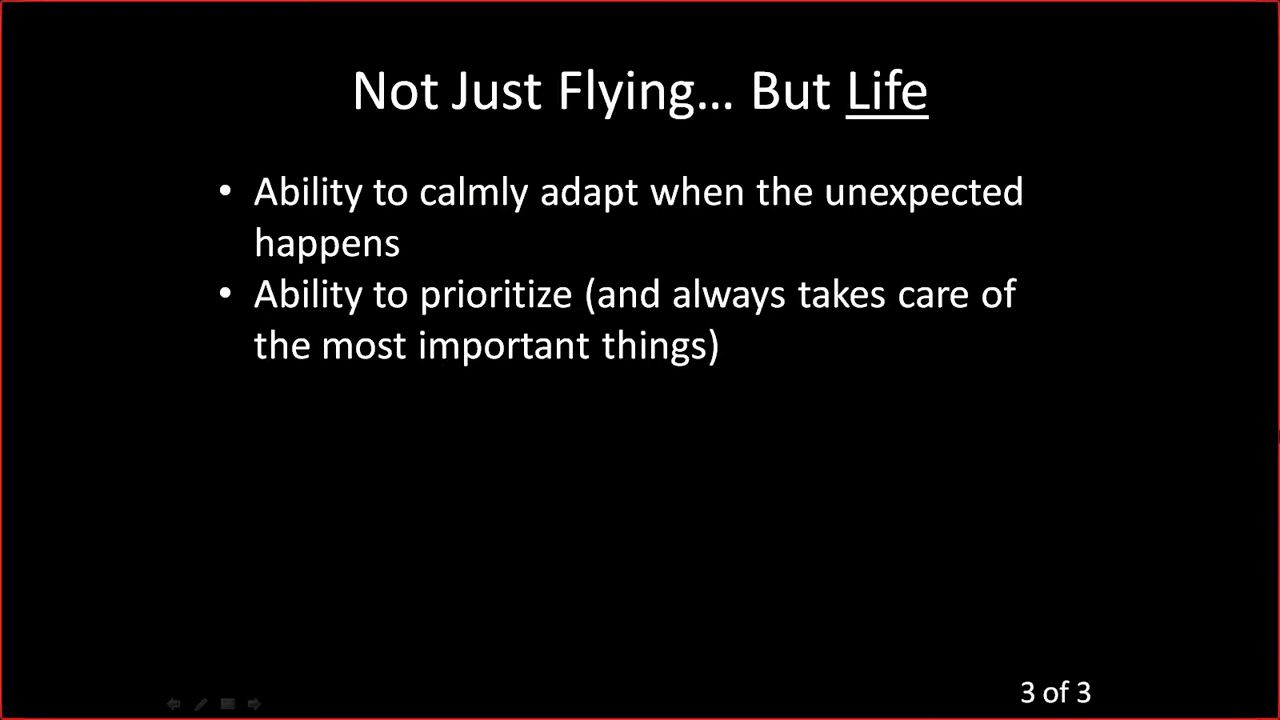 Not Just Flying... But Life
• Ability to calmly adapt when the unexpected
happens
• Ability to prioritize (and always takes care of
the most important things)
3 of 3